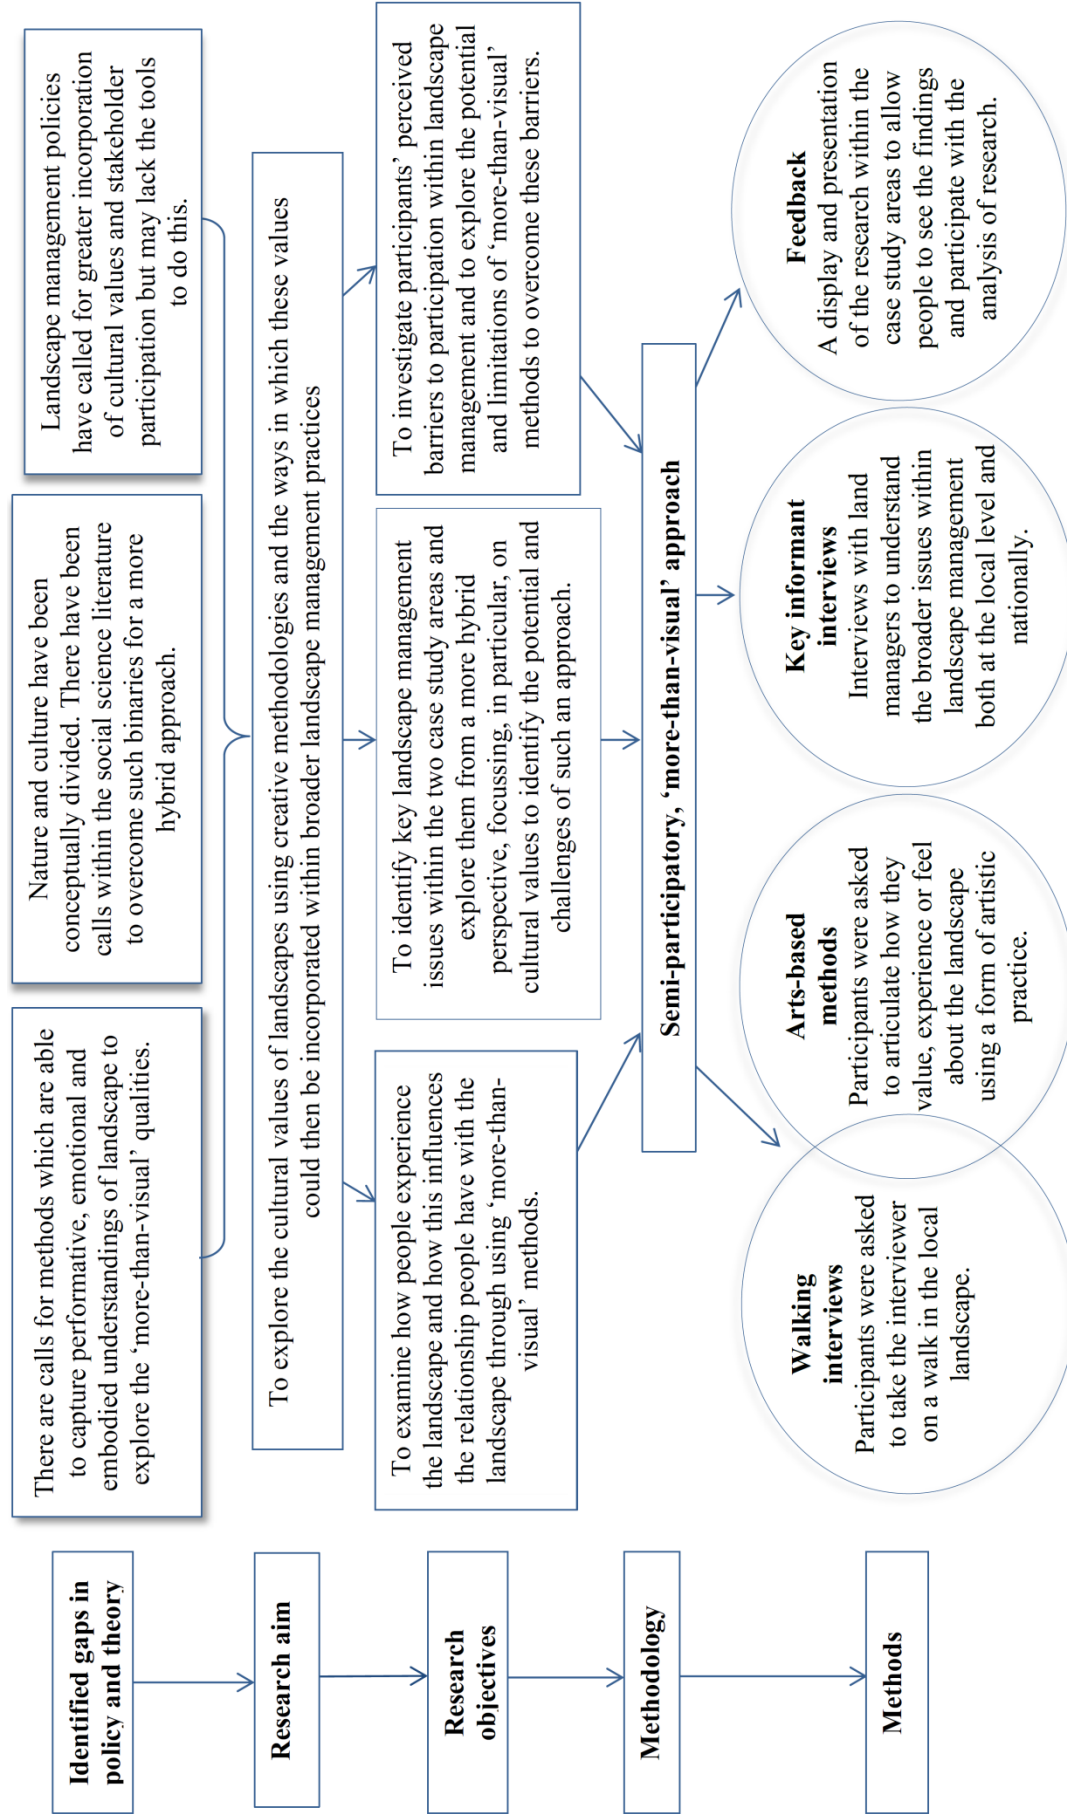 Identified gaps in
policy and theory
There are calls for methods which are able
to capture performative, emotional and
embodied understandings of landscape to
explore the ‘more-than-visual’ qualities.
Nature and culture have been
conceptually divided. There have been
calls within the social science literature
to overcome such binaries for a more
hybrid approach.
Landscape management policies
have called for greater incorporation
of cultural values and stakeholder
participation but may lack the tools
to do this.
Research aim
To explore the cultural values of landscapes using creative methodologies and the ways in which these values
could then be incorporated within broader landscape management practices
Research
objectives
To examine how people experience
the landscape and how this influences
the relationship people have with the
landscape through using ‘more-than-
visual’ methods.
To identify key landscape management
issues within the two case study areas and
explore them from a more hybrid
perspective, focussing, in particular, on
cultural values to identify the potential and
challenges of such an approach.
To investigate participants’ perceived
barriers to participation within landscape
management and to explore the potential
and limitations of ‘more-than-visual’
methods to overcome these barriers.
Methodology
Semi-participatory, ‘more-than-visual’ approach
Methods
Walking
interviews
Participants were asked
to take the interviewer
on a walk in the local
landscape.
Arts-based
methods
Participants were asked
to articulate how they
value, experience or feel
about the landscape
using a form of artistic
practice.
Key informant
interviews
Interviews with land
managers to understand
the broader issues within
landscape management
both at the local level and
nationally.
Feedback
A display and presentation
of the research within the
case study areas to allow
people to see the findings
and participate with the
analysis of research.